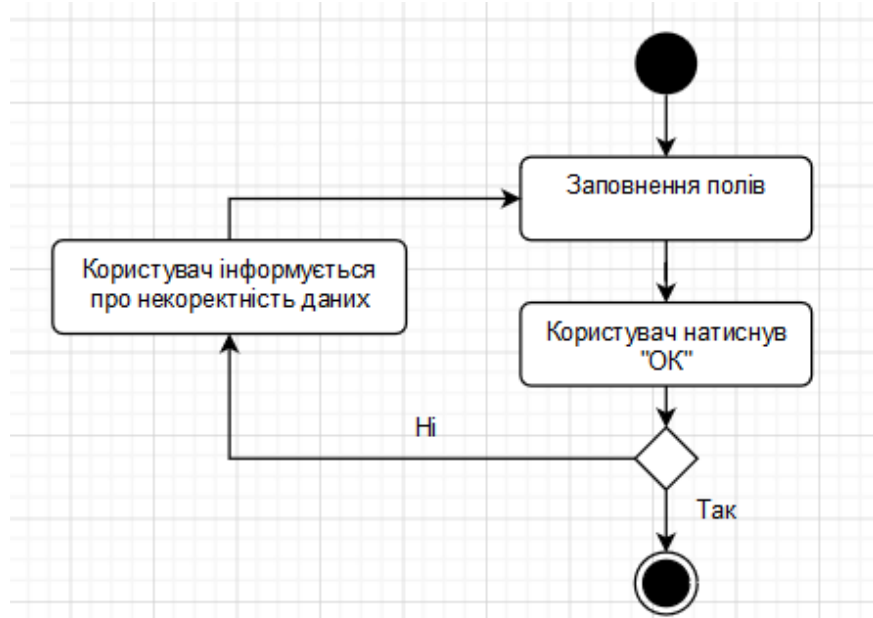 Заповнення полів
Користувач інформується
про некоректність даних
Користувач натиснув
"ОК"
Ні
Так